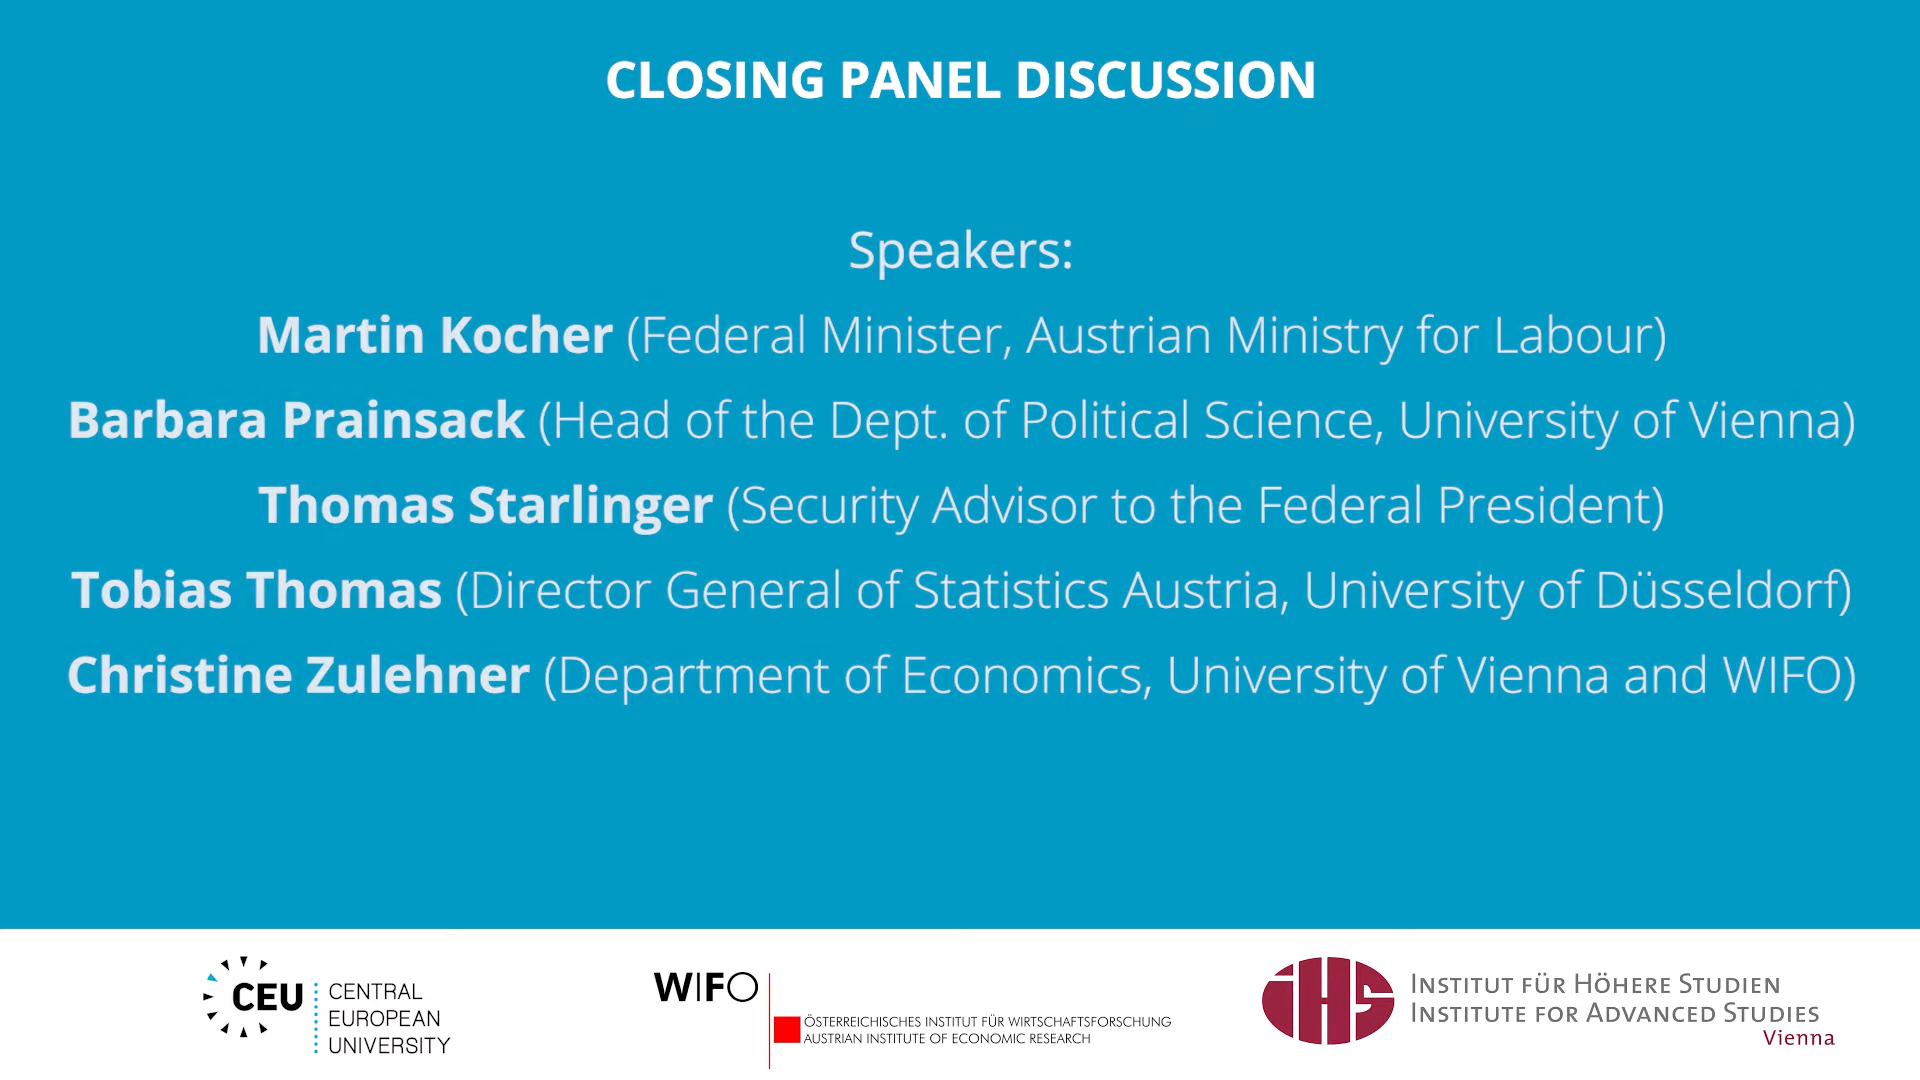 CLOSING PANEL DISCUSSION
Speakers:
Martin Kocher (Federal Minister, Austrian Ministry for Labour)
Barbara Prainsack (Head of the Dept. of Political Science, University of Vienna)
Thomas Starlinger (Security Advisor to the Federal President)
Tobias Thomas (Director General of Statistics Austria, University of Düsseldorf)
Christine Zulehner (Department of Economics, University of Vienna and WIFO)
CEU
CENTRAL
EUROPEAN
UNIVERSITY
WIFO
ÖSTERREICHISCHES INSTITUT FÜR WIRTSCHAFTSFORSCHUNG
AUSTRIAN INSTITUTE OF ECONOMIC RESEARCH
iHS
INSTITUT FÜR HÖHERE STUDIEN
INSTITUTE FOR ADVANCED STUDIES
Vienna